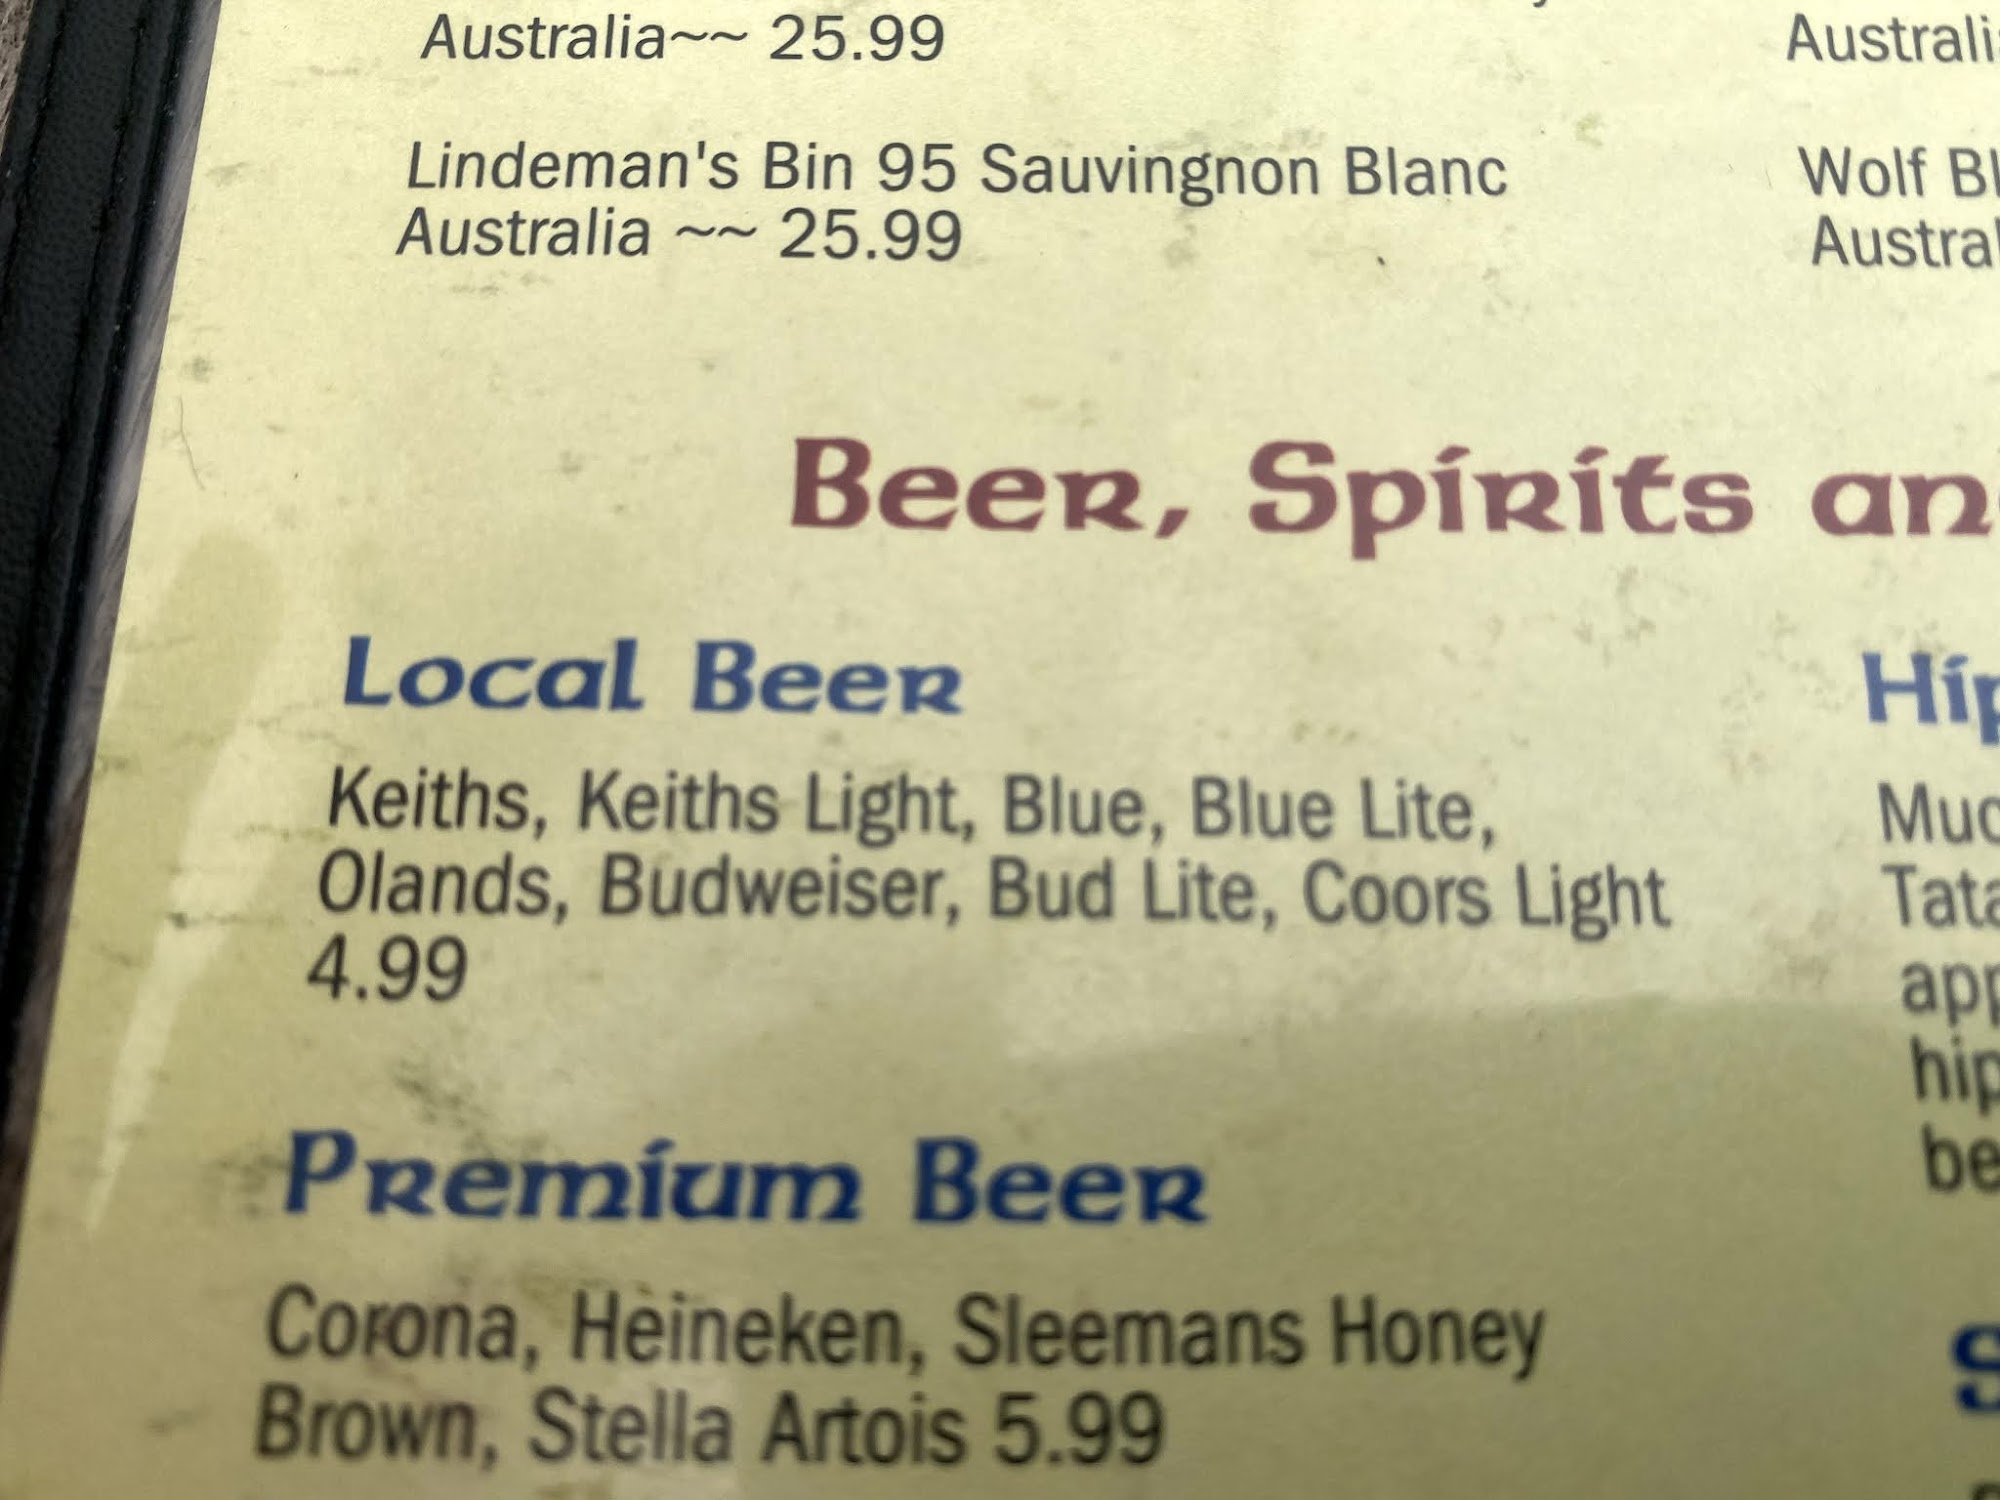 Australia~~ 25.99
Lindeman's Bin 95 Sauvingnon Blanc
Australia ~~ 25.99
Wolf
Beer, Spirits
Local Beer
Keiths, Keiths Light, Blue, Blue Lite,
Olands, Budweiser, Bud Lite, Coors Light
4.99
Premium Beer
Corona, Heineken, Sleemans Honey
Brown, Stella Artois 5.99